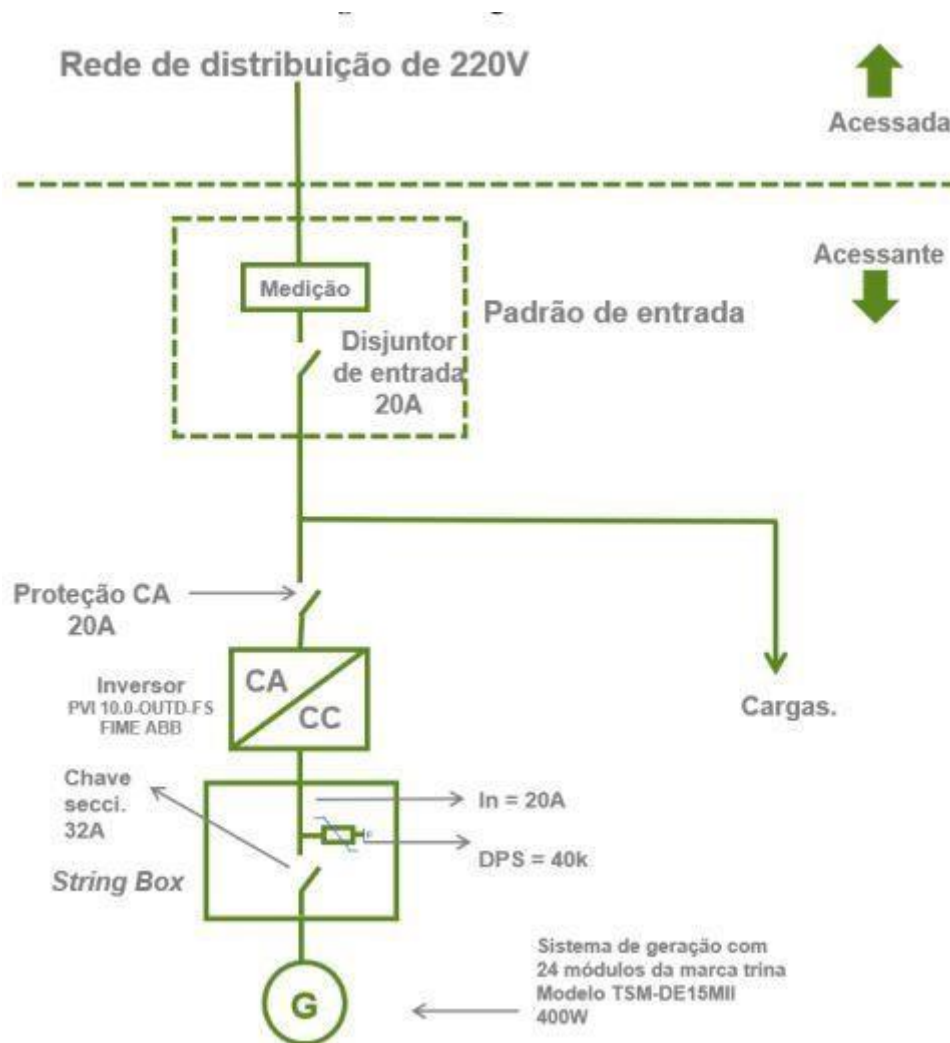 Rede de distribuição de 220V
Acessada
Acessante
Medição
Padrão de entrada
Disjuntor
de entrada
20A
Proteção CA
20A
Inversor
PVI 10.0-OUTD-FS
FIME ABB
CA
CC
Cargas.
Chave
secci.
32A
In = 20A
DPS = 40k
String Box
Sistema de geração com
24 módulos da marca trina
Modelo TSM-DE15MII
400W
G